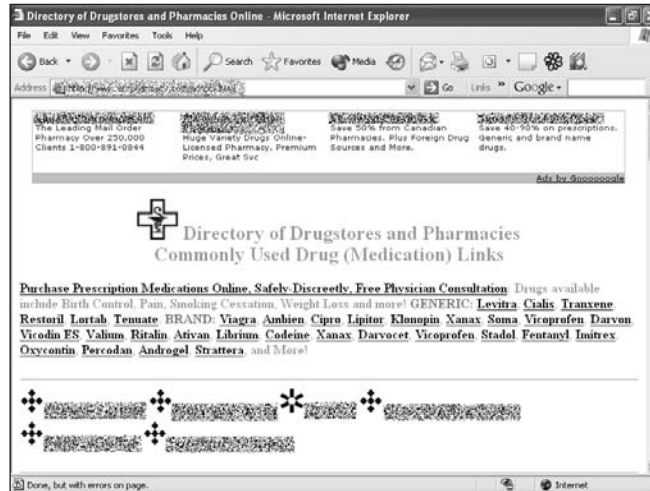 Directory of Drugstores and Pharmacies Online - Microsoft Internet Explorer
File Edit View Favorites Tools Help
Back Search Favorites Media
Address Go Links » Google
The Leading Mail Order
Pharmacy Over 250,000
Clients 1-800-891-0844
Huge Variety Drugs Online-
Licensed Pharmacy, Premium
Prices, Great Svc
Save 50% from Canadian
Pharmacies. Plus Foreign Drug
Sources and More.
Save 40-90% on prescriptions.
Generic and brand name
drugs.
Ads by Goooooogle
Directory of Drugstores and Pharmacies
Commonly Used Drug (Medication) Links
Purchase Prescription Medications Online, Safely-Discreetly, Free Physician Consultation: Drugs available
include Birth Control, Pain, Smoking Cessation, Weight Loss and more! GENERIC: Levitra, Cialis, Tranxene,
Restoril, Lortab, Tenuate. BRAND: Viagra, Ambien, Cipro, Lipitor, Klonopin, Xanax, Soma, Vicoprofen, Darvon,
Vicodin ES, Valium, Ritalin, Ativan, Librium, Codeine, Xanax, Darvocet, Vicoprofen, Stadol, Fentanyl, Imitrex,
Oxycontin, Percodan, Androgel, Strattera, and More!
Done, but with errors on page.
Internet